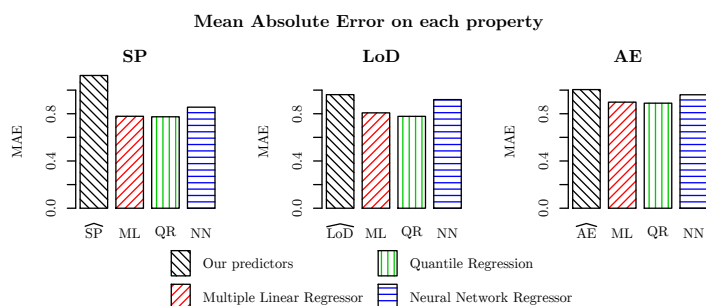 Mean Absolute Error on each property
SP LoD AE
MAE 0.0 0.4 0.8
MAE 0.0 0.4 0.8
MAE 0.0 0.4 0.8
SP ML QR NN
LoD ML QR NN
AE ML QR NN
Our predictors Quantile Regression
Multiple Linear Regressor Neural Network Regressor